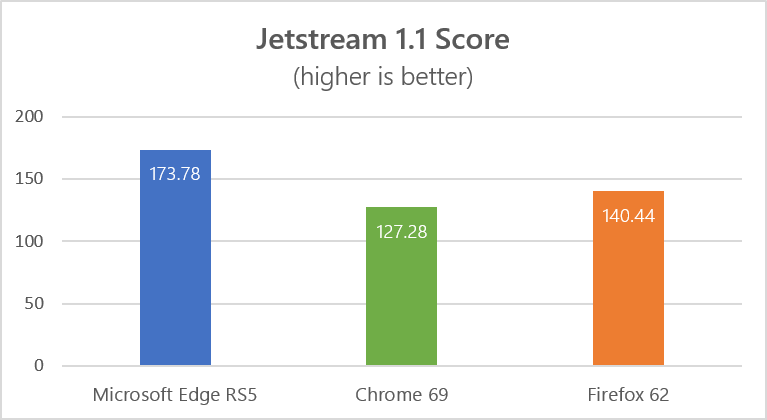 Jetstream 1.1 Score
(higher is better)
200
150
100
50
0
173.78
127.28
140.44
Microsoft Edge RS5
Chrome 69
Firefox 62